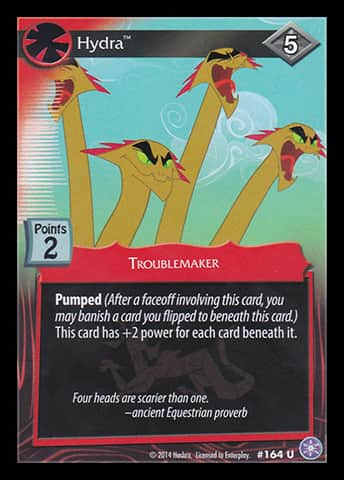 Hydra™
5
Points
2
TROUBLEMAKER
Pumped (After a faceoff involving this card, you
may banish a card you flipped to beneath this card.)
This card has +2 power for each card beneath it.
Four heads are scarier than one.
–ancient Equestrian proverb
© 2014 Hasbro. Licensed to Enterplay. #164 U